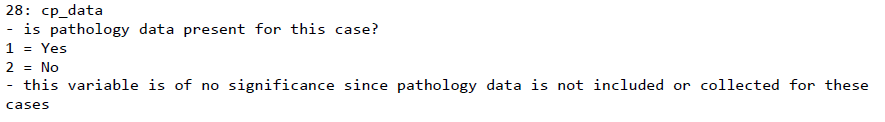 28: cp_data
- is pathology data present for this case?
1 = Yes
2 = No
- this variable is of no significance since pathology data is not included or collected for these
cases